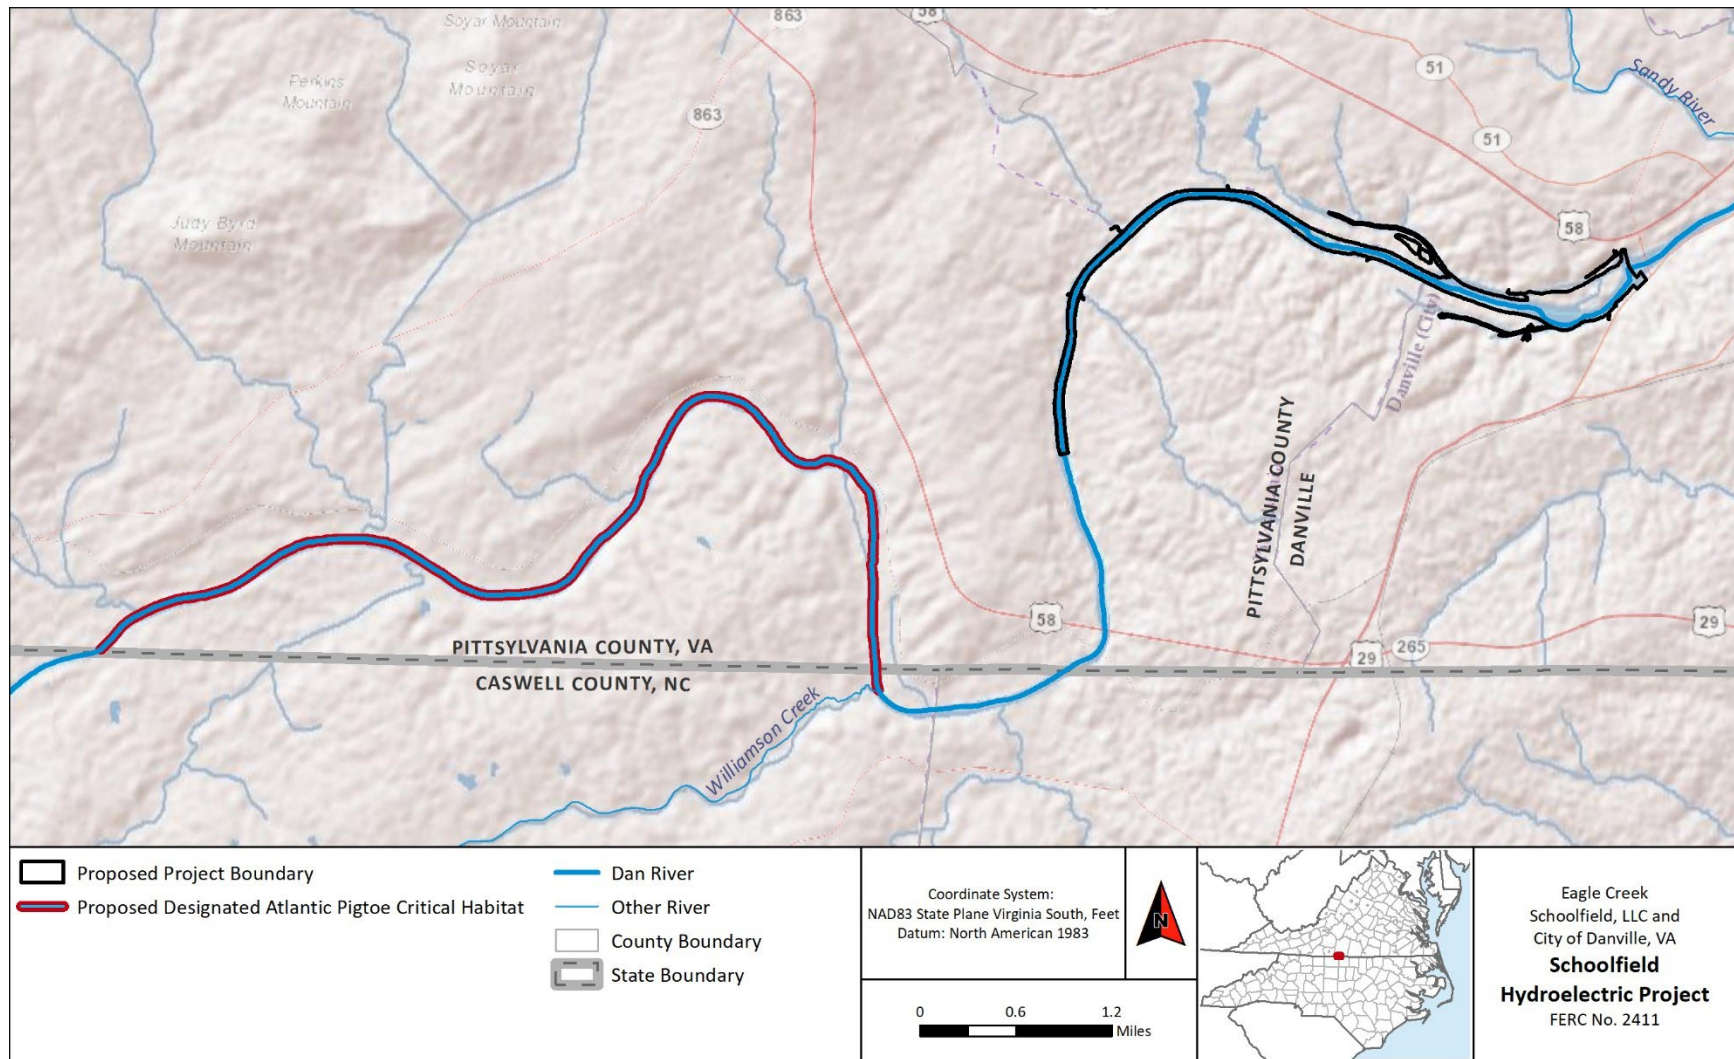 Soyar Mountain
863
58
51
Sandy River
Perkins
Mountain
Soyar
Mountain
863
51
Judy Byrd
Mountain
58
Danville (City)
PITTSYLVANIA COUNTY
DANVILLE
58
29
265
29
PITTSYLVANIA COUNTY, VA
CASWELL COUNTY, NC
Williamson Creek
Proposed Project Boundary
Proposed Designated Atlantic Pigtoe Critical Habitat
Dan River
Other River
County Boundary
State Boundary
Coordinate System:
NAD83 State Plane Virginia South, Feet
Datum: North American 1983
N
0 0.6 1.2
Miles
Eagle Creek
Schoolfield, LLC and
City of Danville, VA
Schoolfield
Hydroelectric Project
FERC No. 2411